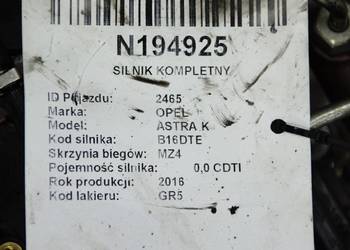 N194925
SILNIK KOMPLETNY
ID Pojazdu: 2465
Marka: OPEL
Model: ASTRA K
Kod silnika: B16DTE
Skrzynia biegów: MZ4
Pojemność silnika: 0,0 CDTI
Rok produkcji: 2016
Kod lakieru: GR5